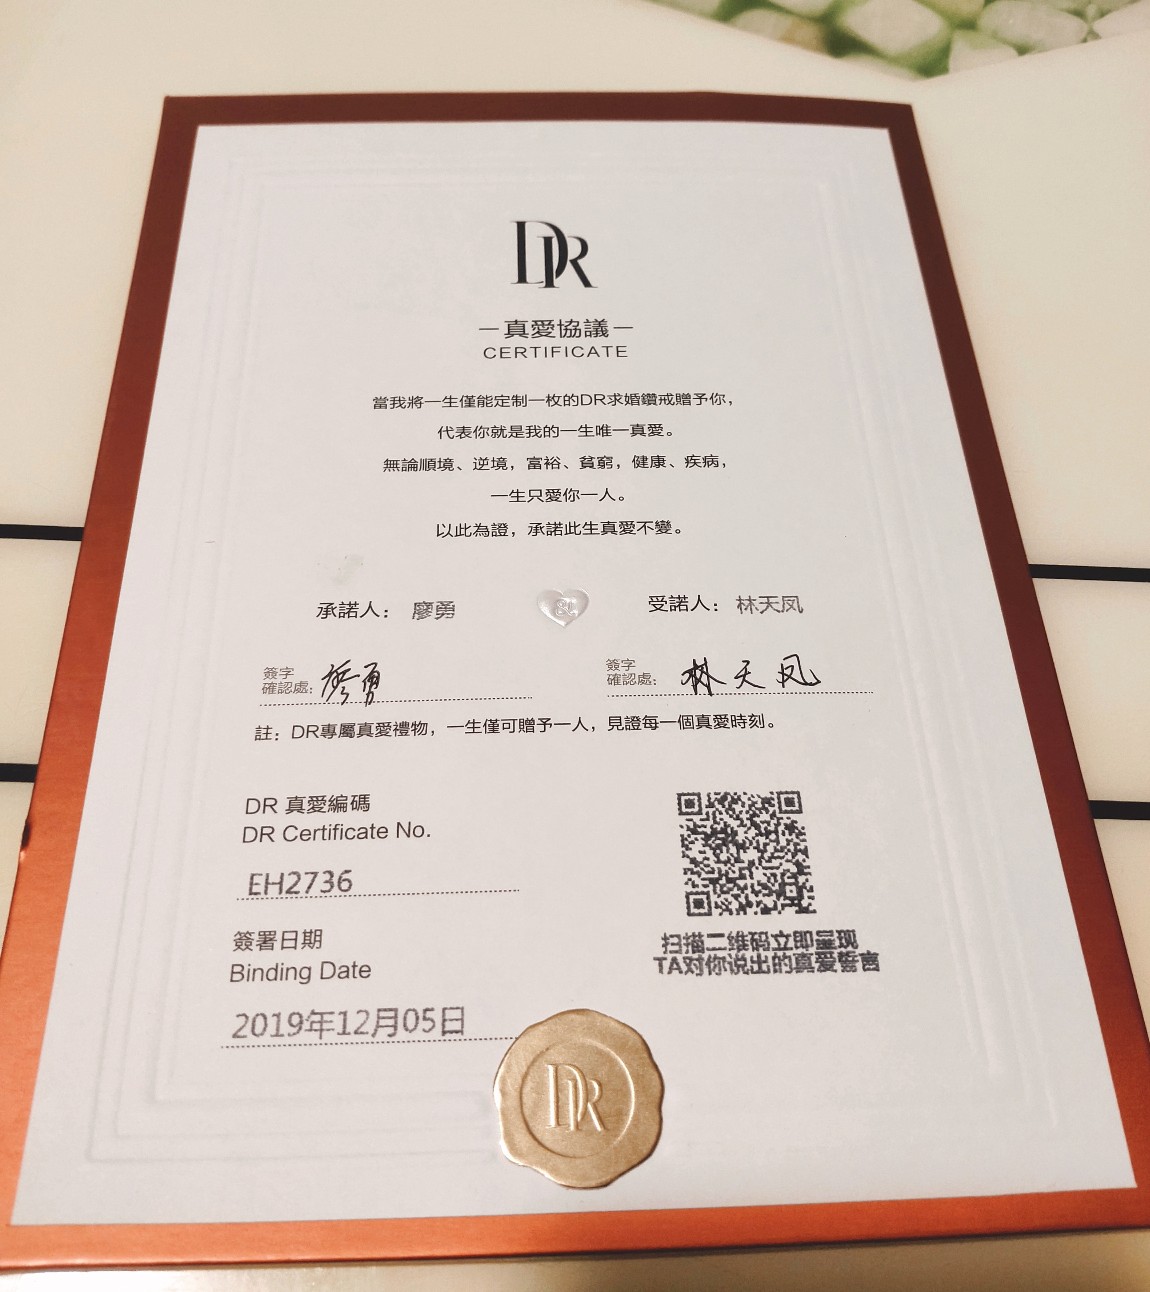 DR
—真愛協議—
CERTIFICATE
當我將一生僅能定制一枚的DR求婚鑽戒贈予你，
代表你就是我的一生唯一真愛。
無論順境、逆境，富裕、貧窮，健康、疾病，
一生只愛你一人。
以此為證，承諾此生真愛不變。
承諾人： 廖勇
&
受諾人： 林天凤
簽字
確認處： 廖勇
簽字
確認處： 林天凤
註：DR專屬真愛禮物，一生僅可贈予一人，見證每一個真愛時刻。
DR 真愛編碼
DR Certificate No.
EH2736
扫描二维码立即呈现
TA对你说出的真爱誓言
簽署日期
Binding Date
2019年12月05日
DR